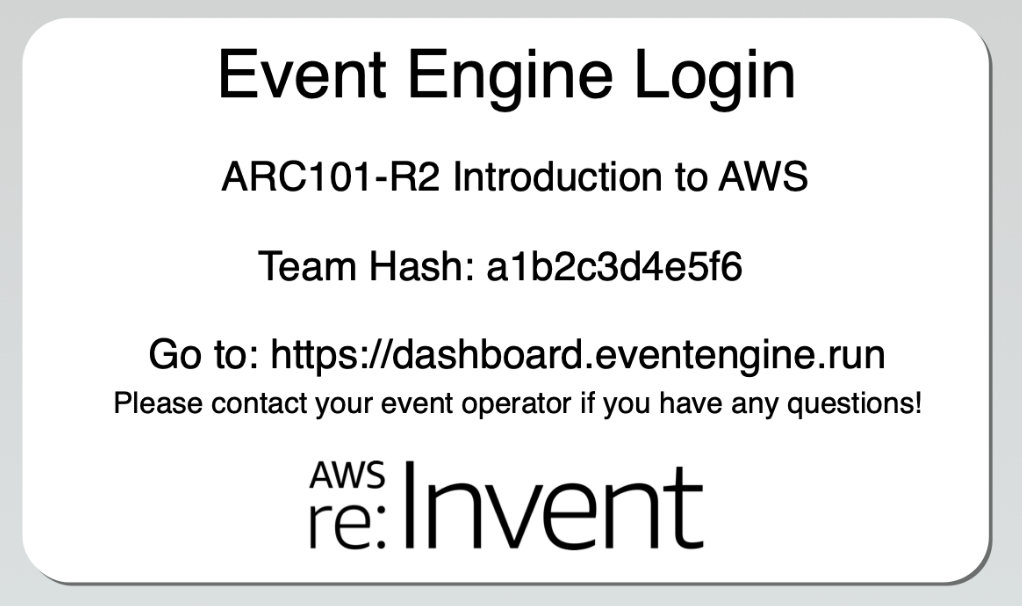 Event Engine Login
ARC101-R2 Introduction to AWS
Team Hash: a1b2c3d4e5f6
Go to: https://dashboard.eventengine.run
Please contact your event operator if you have any questions!
AWS
re:Invent